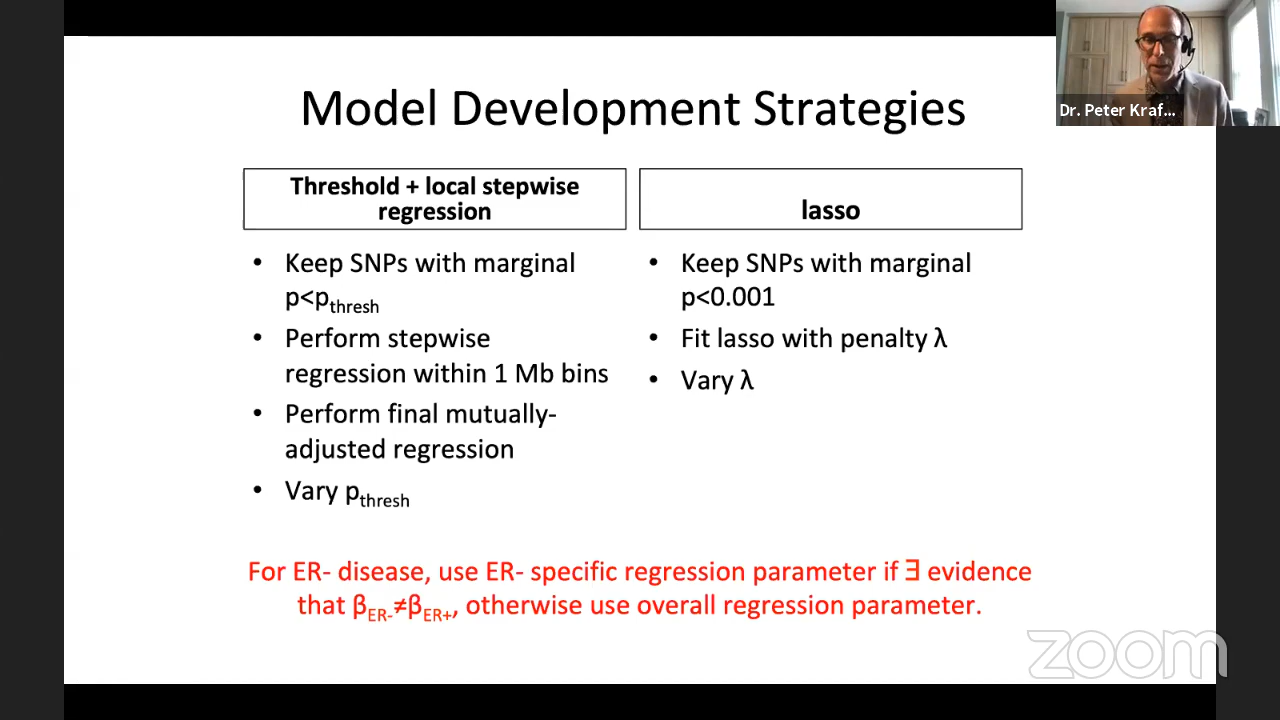 Model Development Strategies
Dr. Peter Kraf...
Threshold + local stepwise
regression
lasso
• Keep SNPs with marginal
p<pthresh
• Perform stepwise
regression within 1 Mb bins
• Perform final mutually-
adjusted regression
• Vary pthresh
• Keep SNPs with marginal
p<0.001
• Fit lasso with penalty λ
• Vary λ
For ER- disease, use ER- specific regression parameter if ∃ evidence
that βER-≠βER+, otherwise use overall regression parameter.
zoom